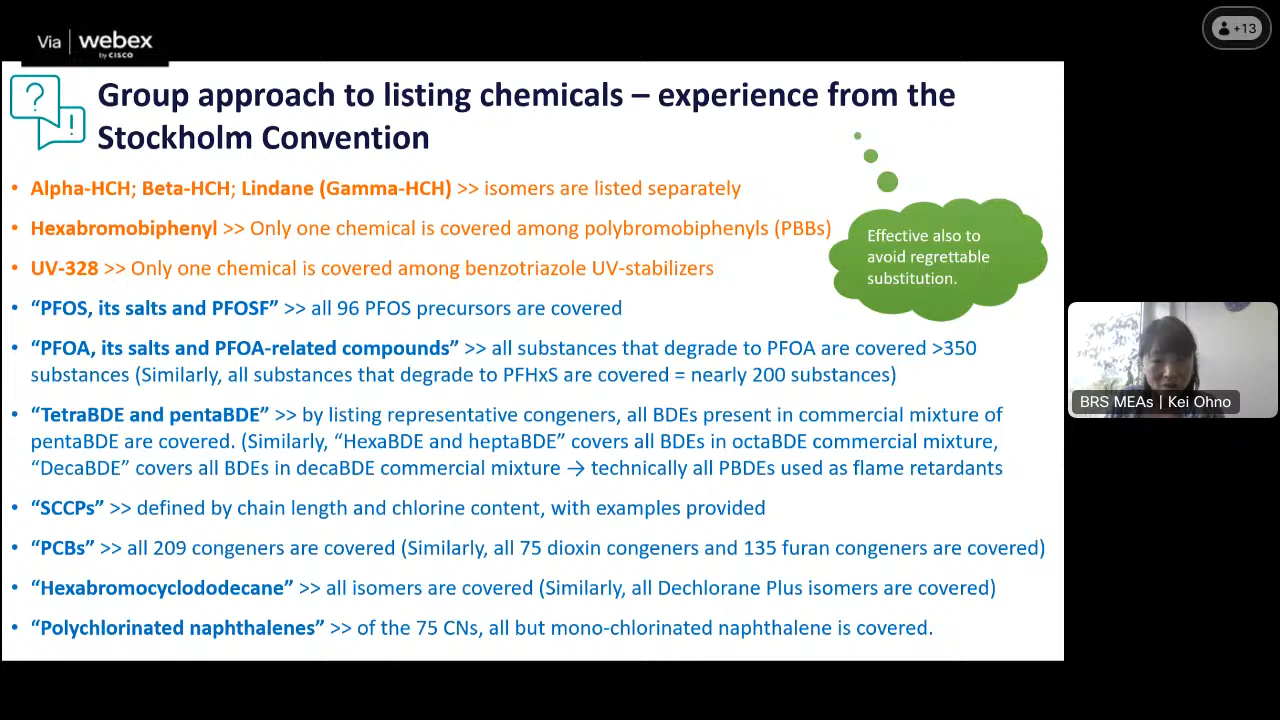 Via webex
by CISCO
+13
Group approach to listing chemicals – experience from the
Stockholm Convention
• Alpha-HCH; Beta-HCH; Lindane (Gamma-HCH) >> isomers are listed separately
• Hexabromobiphenyl >> Only one chemical is covered among polybromobiphenyls (PBBs)
• UV-328 >> Only one chemical is covered among benzotriazole UV-stabilizers
Effective also to
avoid regrettable
substitution.
• “PFOS, its salts and PFOSF” >> all 96 PFOS precursors are covered
• “PFOA, its salts and PFOA-related compounds” >> all substances that degrade to PFOA are covered >350
substances (Similarly, all substances that degrade to PFHxS are covered = nearly 200 substances)
• “TetraBDE and pentaBDE” >> by listing representative congeners, all BDEs present in commercial mixture of
pentaBDE are covered. (Similarly, “HexaBDE and heptaBDE” covers all BDEs in octaBDE commercial mixture,
“DecaBDE” covers all BDEs in decaBDE commercial mixture → technically all PBDEs used as flame retardants
• “SCCPs” >> defined by chain length and chlorine content, with examples provided
• “PCBs” >> all 209 congeners are covered (Similarly, all 75 dioxin congeners and 135 furan congeners are covered)
• “Hexabromocyclododecane” >> all isomers are covered (Similarly, all Dechlorane Plus isomers are covered)
• “Polychlorinated naphthalenes” >> of the 75 CNs, all but mono-chlorinated naphthalene is covered.
BRS MEAs | Kei Ohno